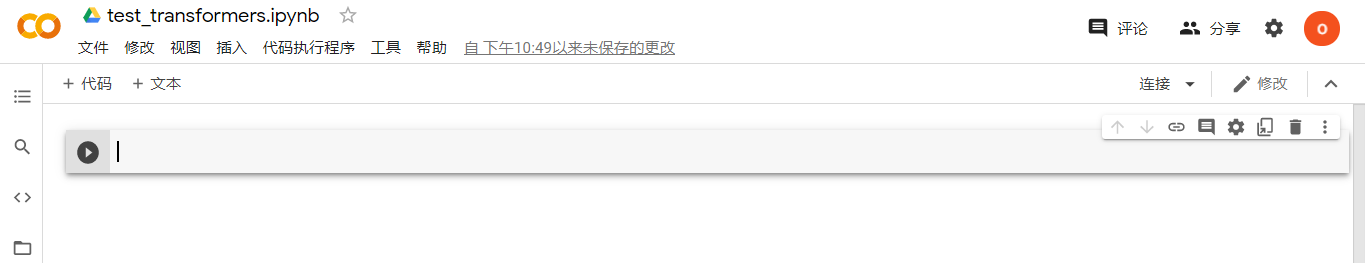 test_transformers.ipynb
评论 分享 O
文件 修改 视图 插入 代码执行程序 工具 帮助 自 下午10:49以来未保存的更改
+ 代码 + 文本 连接 修改